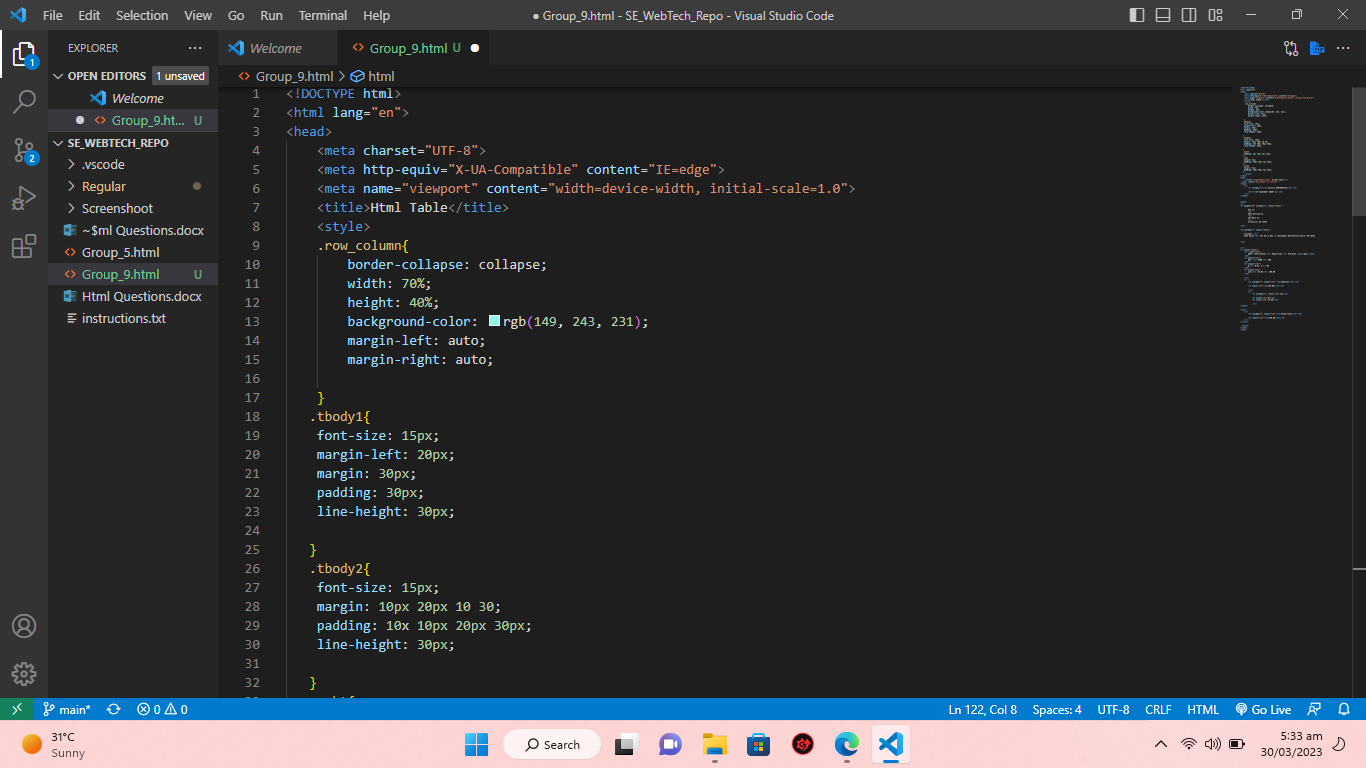 File Edit Selection View Go Run Terminal Help
● Group_9.html - SE_WebTech_Repo - Visual Studio Code
EXPLORER ···
Welcome
Group_9.html U ●
1
OPEN EDITORS 1 unsaved
Group_9.html > html
Welcome
Group_9.ht... U
2
SE_WEBTECH_REPO
.vscode
Regular
Screenshoot
~$ml Questions.docx
Group_5.html
Group_9.html U
Html Questions.docx
instructions.txt
1 <!DOCTYPE html>
2 <html lang="en">
3 <head>
4 <meta charset="UTF-8">
5 <meta http-equiv="X-UA-Compatible" content="IE=edge">
6 <meta name="viewport" content="width=device-width, initial-scale=1.0">
7 <title>Html Table</title>
8 <style>
9 .row_column{
10 border-collapse: collapse;
11 width: 70%;
12 height: 40%;
13 background-color: rgb(149, 243, 231);
14 margin-left: auto;
15 margin-right: auto;
16
17 }
18 .tbody1{
19 font-size: 15px;
20 margin-left: 20px;
21 margin: 30px;
22 padding: 30px;
23 line-height: 30px;
24
25 }
26 .tbody2{
27 font-size: 15px;
28 margin: 10px 20px 10 30;
29 padding: 10x 10px 20px 30px;
30 line-height: 30px;
31
32 }
main* 0 0 Ln 122, Col 8 Spaces: 4 UTF-8 CRLF HTML Go Live
31°C
Sunny
Search
5:33 am
30/03/2023